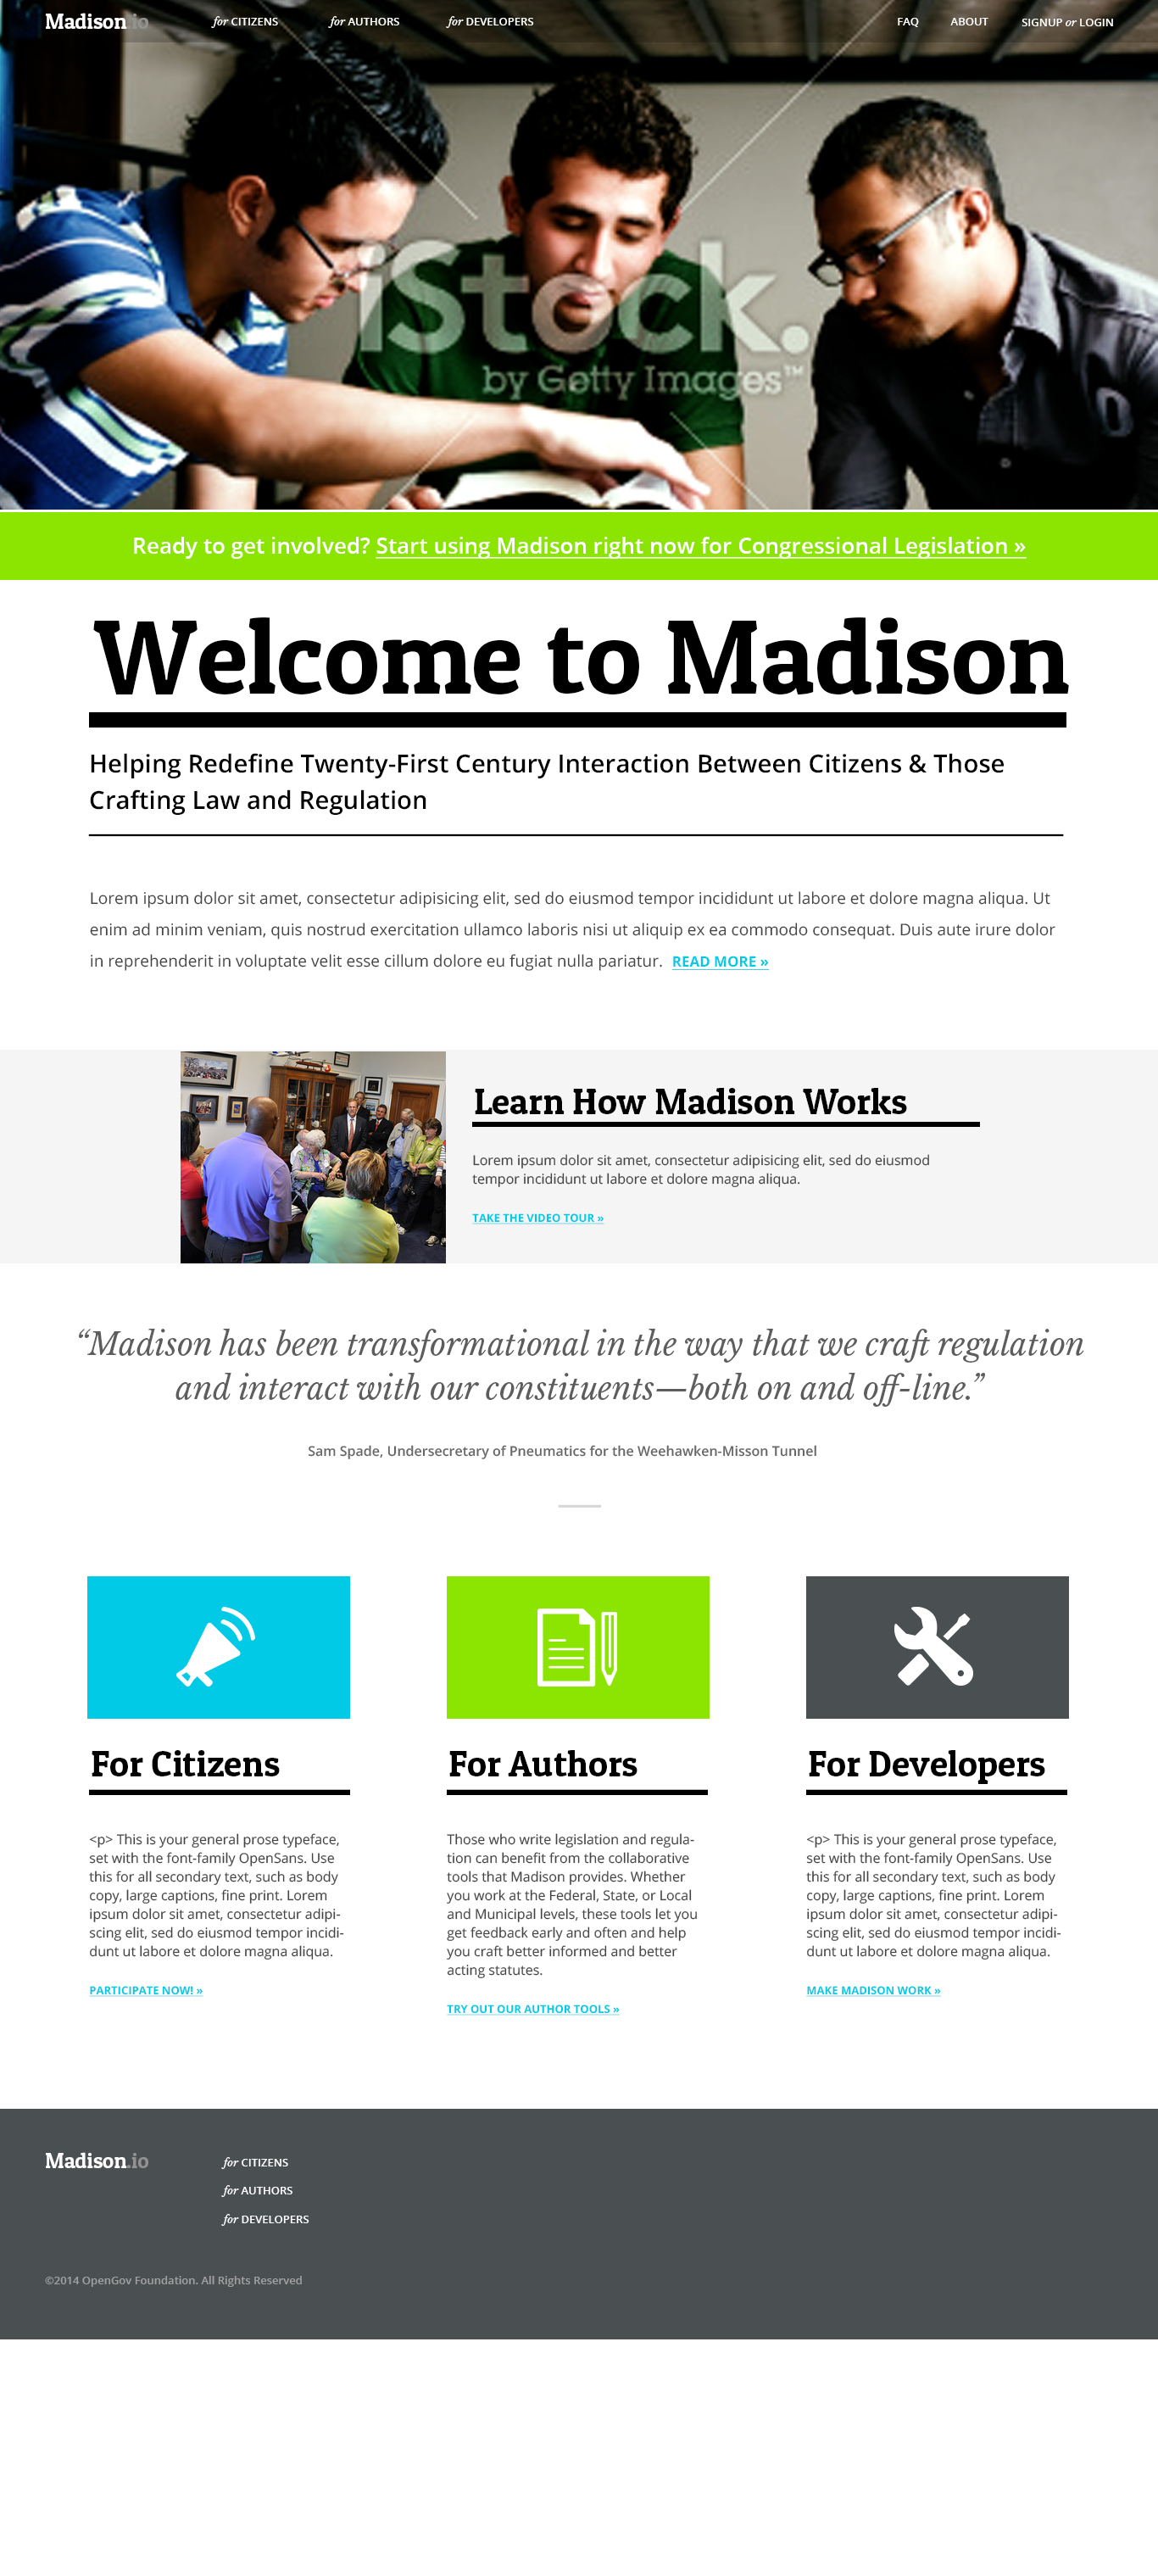 Madison.io
for CITIZENS
for AUTHORS
for DEVELOPERS
FAQ
ABOUT
SIGNUP or LOGIN
iStock.
by Getty Images™
Ready to get involved? Start using Madison right now for Congressional Legislation »
Welcome to Madison
Helping Redefine Twenty-First Century Interaction Between Citizens & Those
Crafting Law and Regulation
Lorem ipsum dolor sit amet, consectetur adipisicing elit, sed do eiusmod tempor incididunt ut labore et dolore magna aliqua. Ut
enim ad minim veniam, quis nostrud exercitation ullamco laboris nisi ut aliquip ex ea commodo consequat. Duis aute irure dolor
in reprehenderit in voluptate velit esse cillum dolore eu fugiat nulla pariatur. READ MORE »
Learn How Madison Works
Lorem ipsum dolor sit amet, consectetur adipisicing elit, sed do eiusmod
tempor incididunt ut labore et dolore magna aliqua.
TAKE THE VIDEO TOUR »
“Madison has been transformational in the way that we craft regulation
and interact with our constituents—both on and off-line.”
Sam Spade, Undersecretary of Pneumatics for the Weehawken-Misson Tunnel
For Citizens
<p> This is your general prose typeface,
set with the font-family OpenSans. Use
this for all secondary text, such as body
copy, large captions, fine print. Lorem
ipsum dolor sit amet, consectetur adipi-
scing elit, sed do eiusmod tempor incidi-
dunt ut labore et dolore magna aliqua.
PARTICIPATE NOW! »
For Authors
Those who write legislation and regula-
tion can benefit from the collaborative
tools that Madison provides. Whether
you work at the Federal, State, or Local
and Municipal levels, these tools let you
get feedback early and often and help
you craft better informed and better
acting statutes.
TRY OUT OUR AUTHOR TOOLS »
For Developers
<p> This is your general prose typeface,
set with the font-family OpenSans. Use
this for all secondary text, such as body
copy, large captions, fine print. Lorem
ipsum dolor sit amet, consectetur adipi-
scing elit, sed do eiusmod tempor incidi-
dunt ut labore et dolore magna aliqua.
MAKE MADISON WORK »
Madison.io
for CITIZENS
for AUTHORS
for DEVELOPERS
©2014 OpenGov Foundation. All Rights Reserved